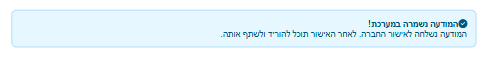 המודעה נשמרה במערכת!
המודעה נשלחה לאישור החברה. לאחר האישור תוכל להוריד ולשתף אותה.